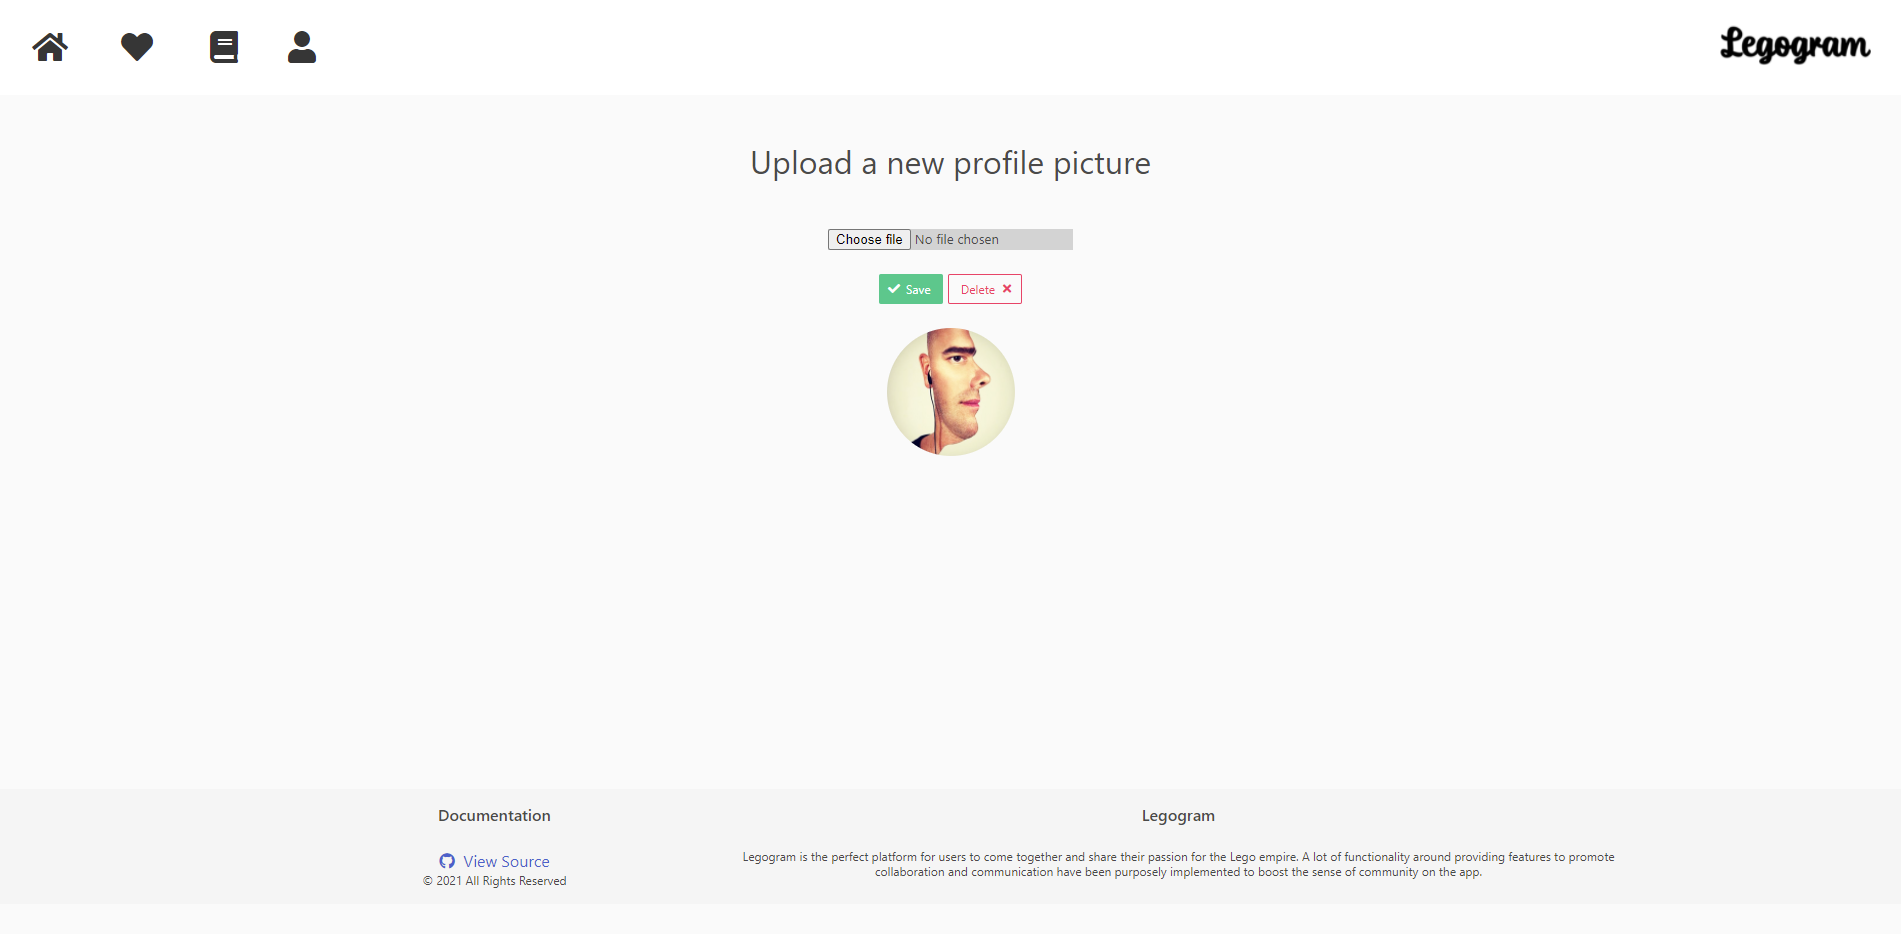 Legogram
Upload a new profile picture
Choose file No file chosen
Save Delete
Documentation
View Source
© 2021 All Rights Reserved
Legogram
Legogram is the perfect platform for users to come together and share their passion for the Lego empire. A lot of functionality around providing features to promote
collaboration and communication have been purposely implemented to boost the sense of community on the app.